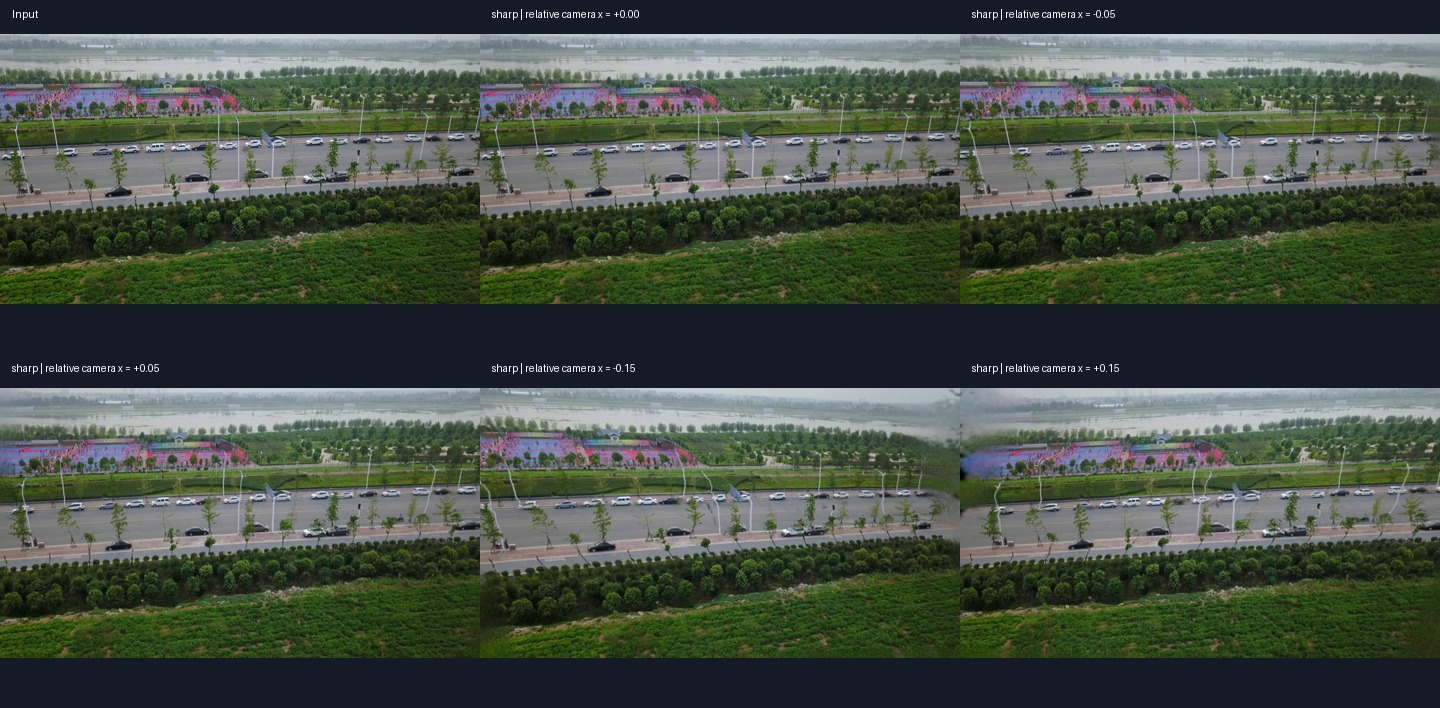 Input
sharp | relative camera x = +0.00
sharp | relative camera x = -0.05
sharp | relative camera x = +0.05
sharp | relative camera x = -0.15
sharp | relative camera x = +0.15